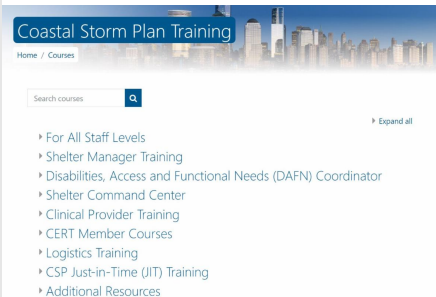 Coastal Storm Plan Training
Home / Courses
Search courses
Expand all
For All Staff Levels
Shelter Manager Training
Disabilities, Access and Functional Needs (DAFN) Coordinator
Shelter Command Center
Clinical Provider Training
CERT Member Courses
Logistics Training
CSP Just-in-Time (JIT) Training
Additional Resources